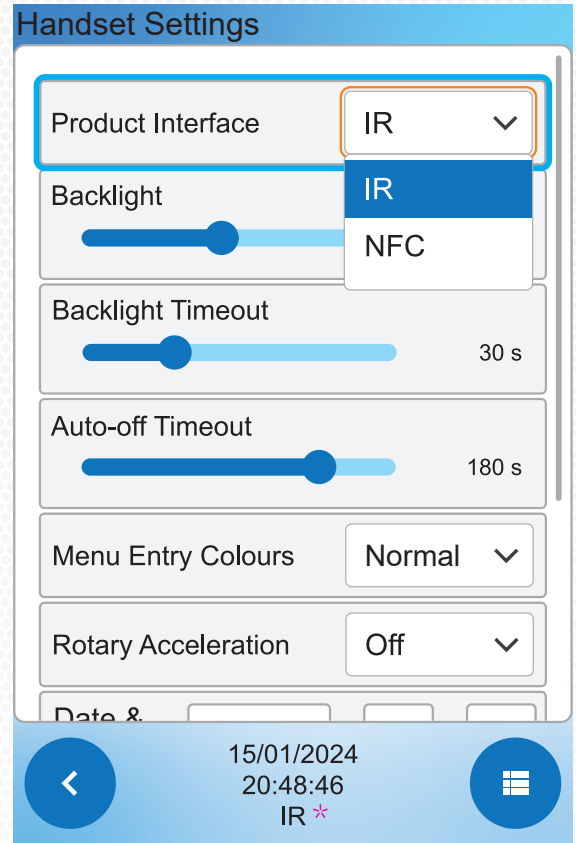 Handset Settings
Product Interface
IR
IR
NFC
Backlight
Backlight Timeout
30 s
Auto-off Timeout
180 s
Menu Entry Colours
Normal
Rotary Acceleration
Off
Date &
15/01/2024
20:48:46
IR *